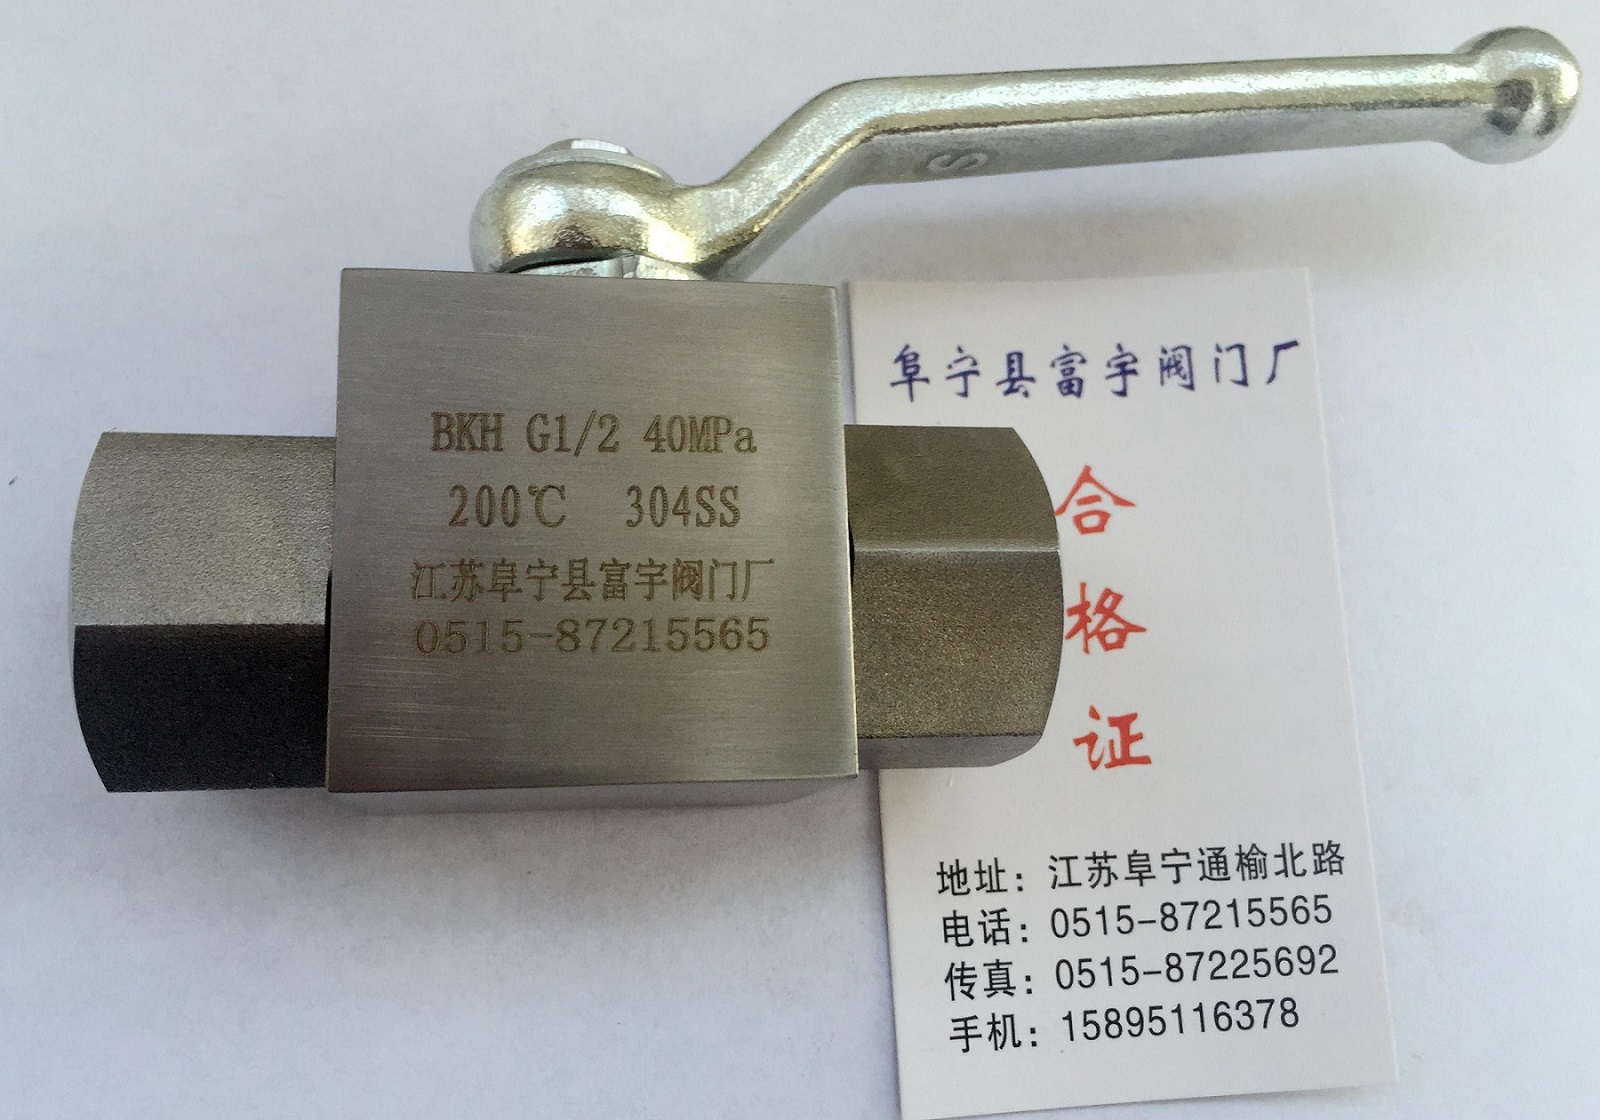 S
BKH G1/2 40MPa
200℃ 304SS
江苏阜宁县富宇阀门厂
0515-87215565
阜宁县富宇阀门厂
合
格
证
地址：江苏阜宁通榆北路
电话：0515-87215565
传真：0515-87225692
手机：15895116378